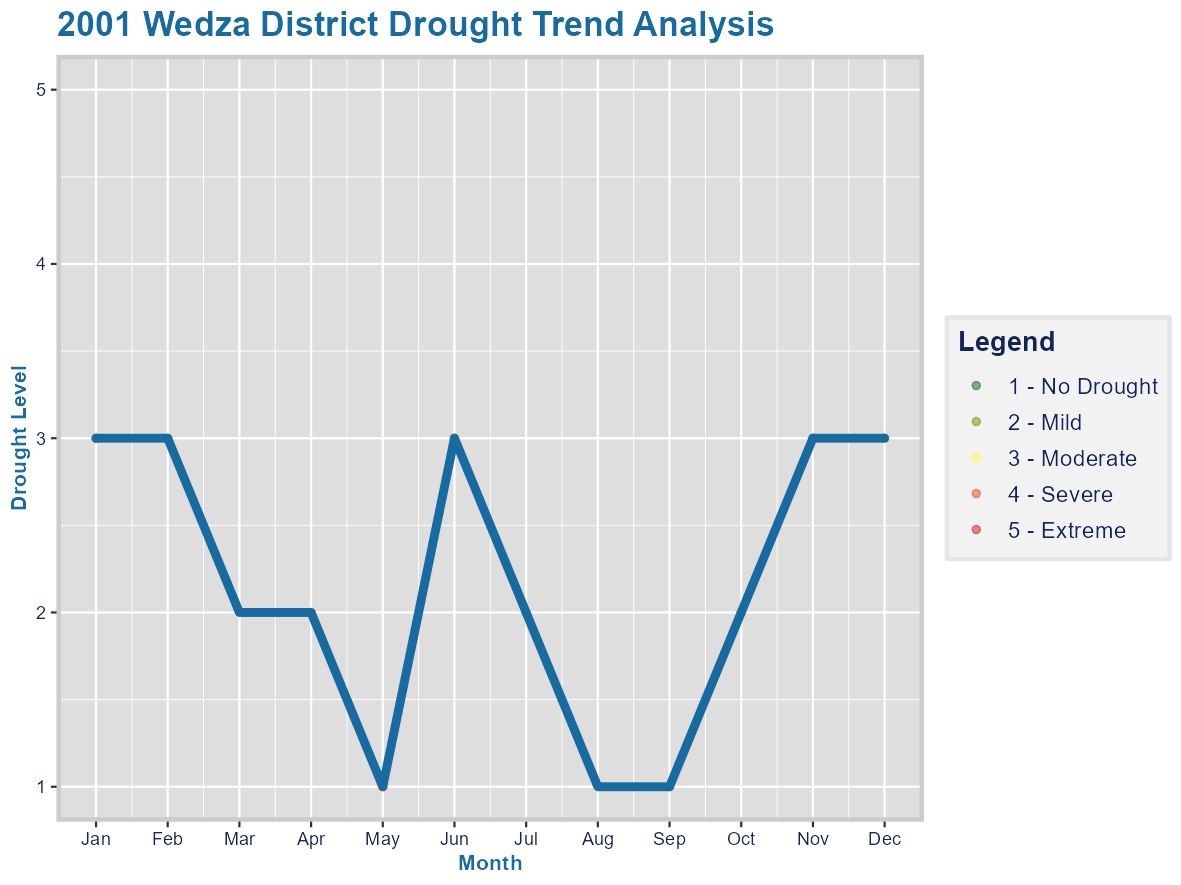 2001 Wedza District Drought Trend Analysis
5
4
3
2
1
Drought Level
Jan Feb Mar Apr May Jun Jul Aug Sep Oct Nov Dec
Month
Legend
1 - No Drought
2 - Mild
3 - Moderate
4 - Severe
5 - Extreme